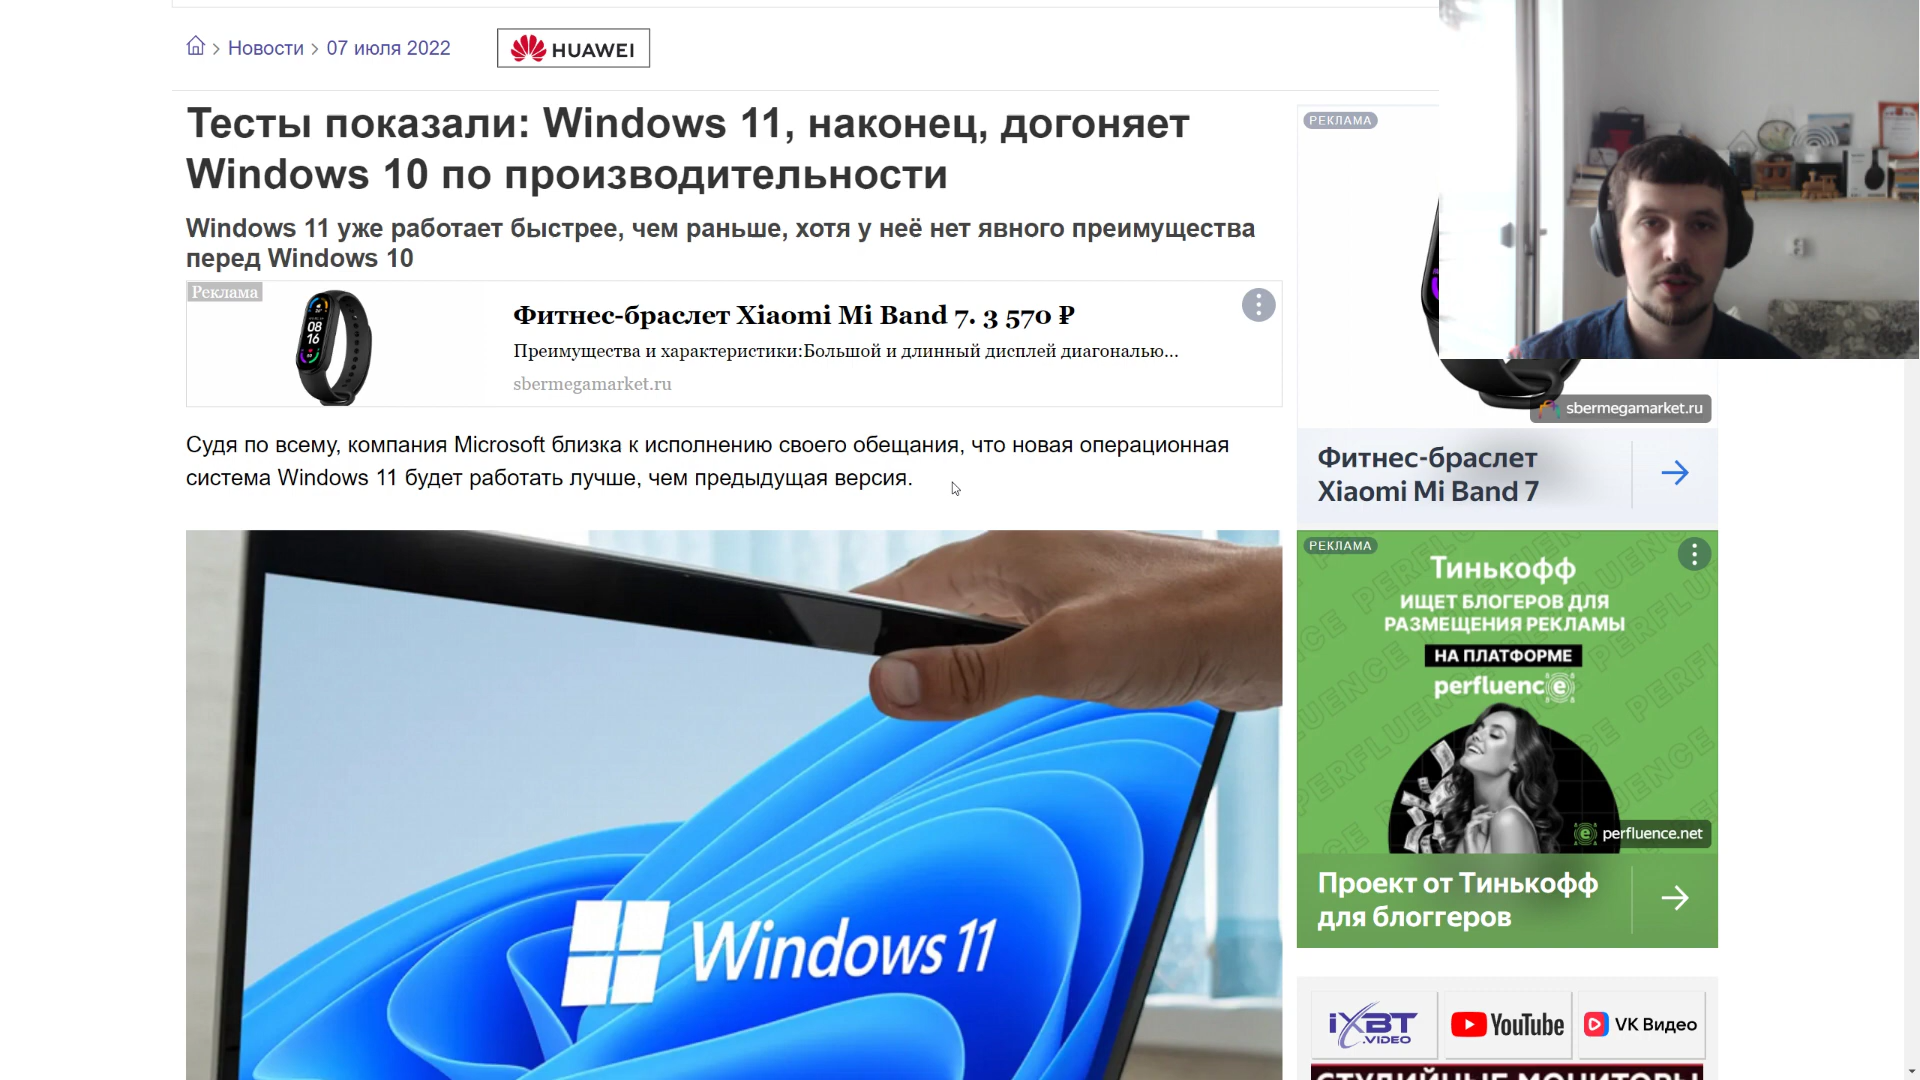 Новости > 07 июля 2022
HUAWEI
Тесты показали: Windows 11, наконец, догоняет
Windows 10 по производительности
Windows 11 уже работает быстрее, чем раньше, хотя у неё нет явного преимущества
перед Windows 10
Реклама
08
16
Фитнес-браслет Xiaomi Mi Band 7. 3 570 ₽
Преимущества и характеристики:Большой и длинный дисплей диагональю...
sbermegamarket.ru
Судя по всему, компания Microsoft близка к исполнению своего обещания, что новая операционная
система Windows 11 будет работать лучше, чем предыдущая версия.
Windows 11
РЕКЛАМА
sbermegamarket.ru
Фитнес-браслет
Xiaomi Mi Band 7
РЕКЛАМА
Тинькофф
ИЩЕТ БЛОГЕРОВ ДЛЯ
РАЗМЕЩЕНИЯ РЕКЛАМЫ
НА ПЛАТФОРМЕ
perfluence
perfluence.net
Проект от Тинькофф
для блоггеров
iXBT
.VIDEO
YouTube
VK Видео
СТУДИЙНЫЕ МОНИТОРЫ